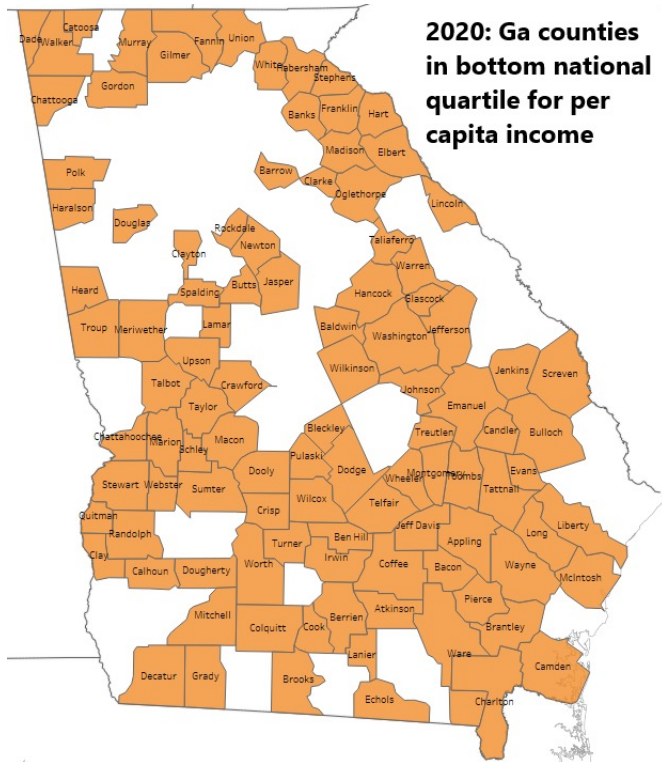 2020: Ga counties
in bottom national
quartile for per
capita income
Catoosa
Dade
Walker
Murray
Fannin
Union
Gilmer
White
Habersham
Stephens
Chattooga
Gordon
Banks
Franklin
Hart
Madison
Elbert
Polk
Barrow
Clarke
Oglethorpe
Haralson
Lincoln
Douglas
Rockdale
Newton
Clayton
Taliaferro
Warren
Heard
Spalding
Butts
Jasper
Hancock
Glascock
Troup
Meriwether
Lamar
Baldwin
Washington
Jefferson
Upson
Wilkinson
Jenkins
Screven
Talbot
Crawford
Johnson
Taylor
Emanuel
Chattahoochee
Marion
Macon
Bleckley
Treutlen
Candler
Bulloch
Schley
Pulaski
Dooly
Dodge
Wheeler
Montgomery
Toombs
Evans
Tattnall
Stewart
Webster
Sumter
Wilcox
Telfair
Crisp
Quitman
Randolph
Jeff Davis
Long
Liberty
Turner
Ben Hill
Appling
Clay
Irwin
Calhoun
Dougherty
Worth
Coffee
Bacon
Wayne
McIntosh
Mitchell
Berrien
Atkinson
Pierce
Colquitt
Cook
Brantley
Lanier
Ware
Camden
Decatur
Grady
Brooks
Echols
Charlton